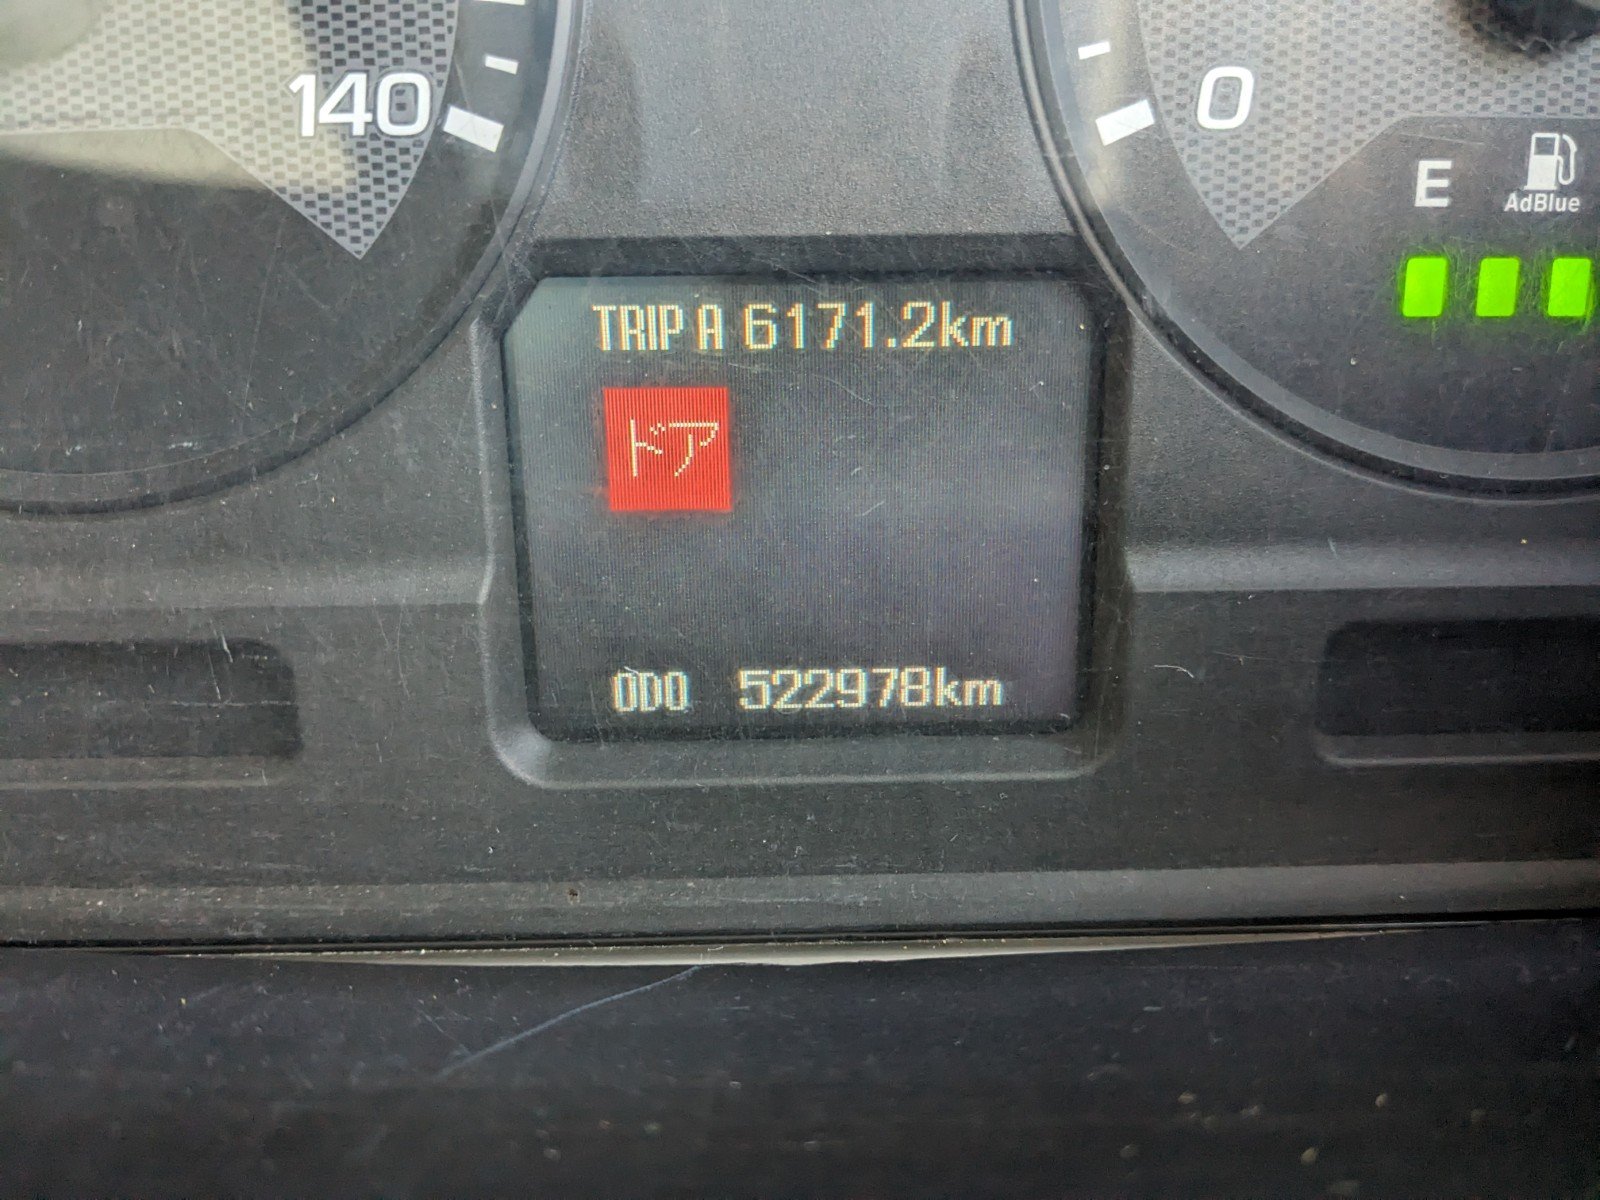 140
0
E
AdBlue
TRIP A 6171.2km
ドア
ODO 522978km